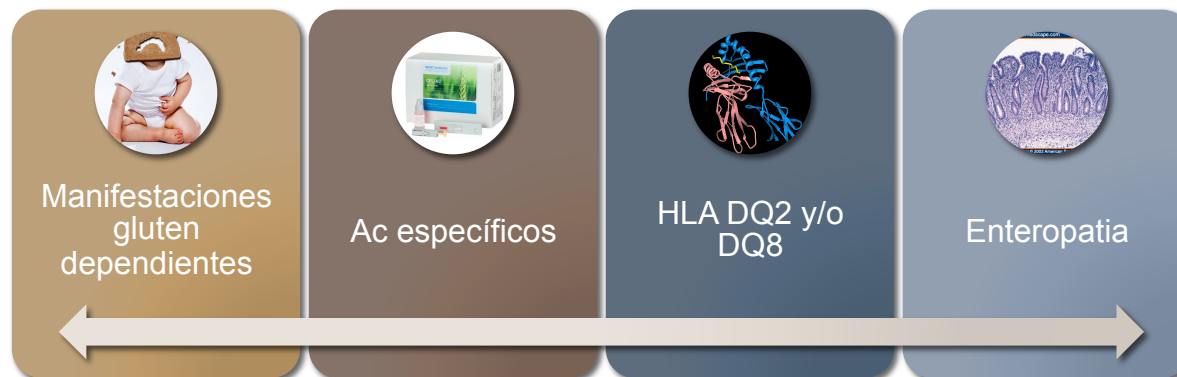 Manifestaciones
gluten
dependientes
Ac específicos
HLA DQ2 y/o
DQ8
Enteropatia